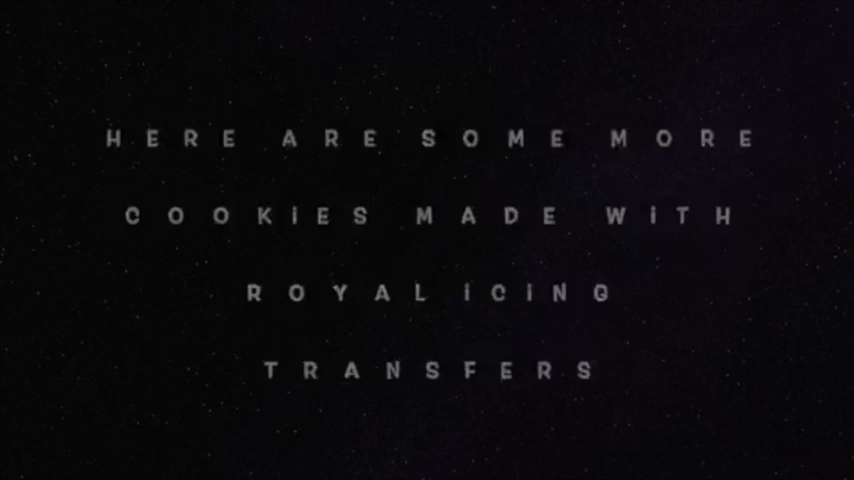 HERE ARE SOME MORE
COOKiES MADE WiTH
ROYAL iCiNG
TRANSFERS